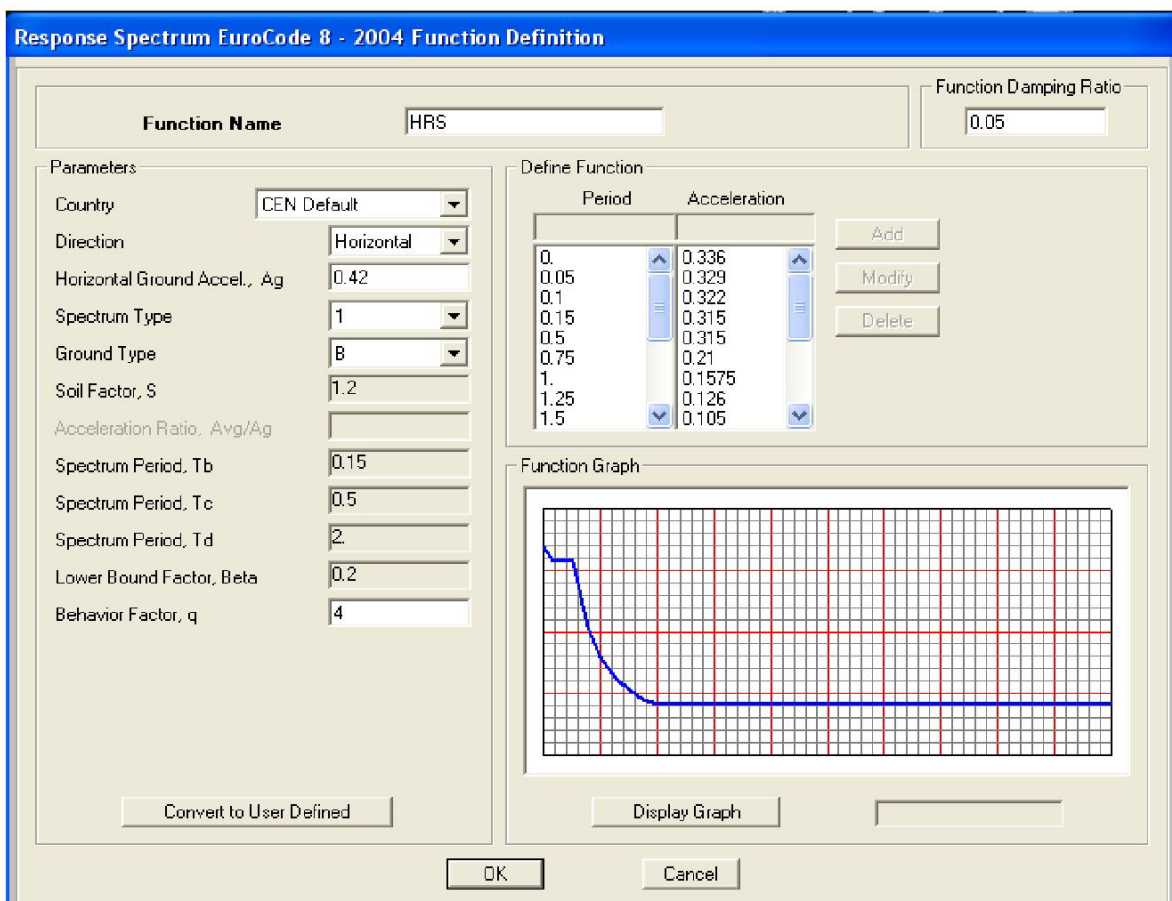 Response Spectrum EuroCode 8 - 2004 Function Definition
Function Name HRS
Function Damping Ratio
0.05
Parameters
Country CEN Default
Direction Horizontal
Horizontal Ground Accel., Ag 0.42
Spectrum Type 1
Ground Type B
Soil Factor, S 1.2
Acceleration Ratio, Avg/Ag
Spectrum Period, Tb 0.15
Spectrum Period, Tc 0.5
Spectrum Period, Td 2.
Lower Bound Factor, Beta 0.2
Behavior Factor, q 4
Convert to User Defined
Define Function
Period Acceleration
0. 0.336
0.05 0.329
0.1 0.322
0.15 0.315
0.5 0.315
0.75 0.21
1. 0.1575
1.25 0.126
1.5 0.105
Add
Modify
Delete
Function Graph
Display Graph
OK Cancel